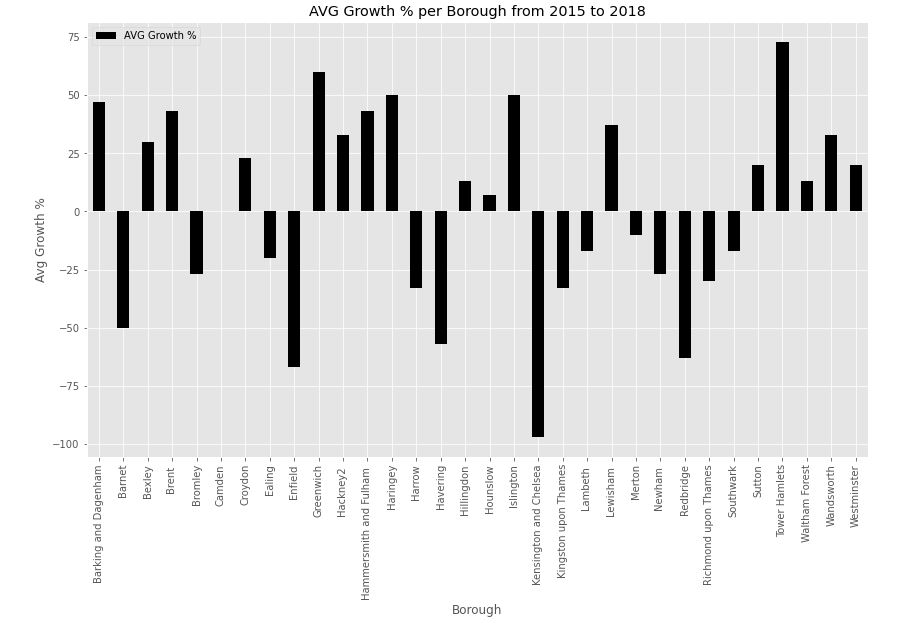 AVG Growth % per Borough from 2015 to 2018
AVG Growth %
75
50
25
0
−25
−50
−75
−100
Avg Growth %
Barking and Dagenham
Barnet
Bexley
Brent
Bromley
Camden
Croydon
Ealing
Enfield
Greenwich
Hackney2
Hammersmith and Fulham
Haringey
Harrow
Havering
Hillingdon
Hounslow
Islington
Kensington and Chelsea
Kingston upon Thames
Lambeth
Lewisham
Merton
Newham
Redbridge
Richmond upon Thames
Southwark
Sutton
Tower Hamlets
Waltham Forest
Wandsworth
Westminster
Borough